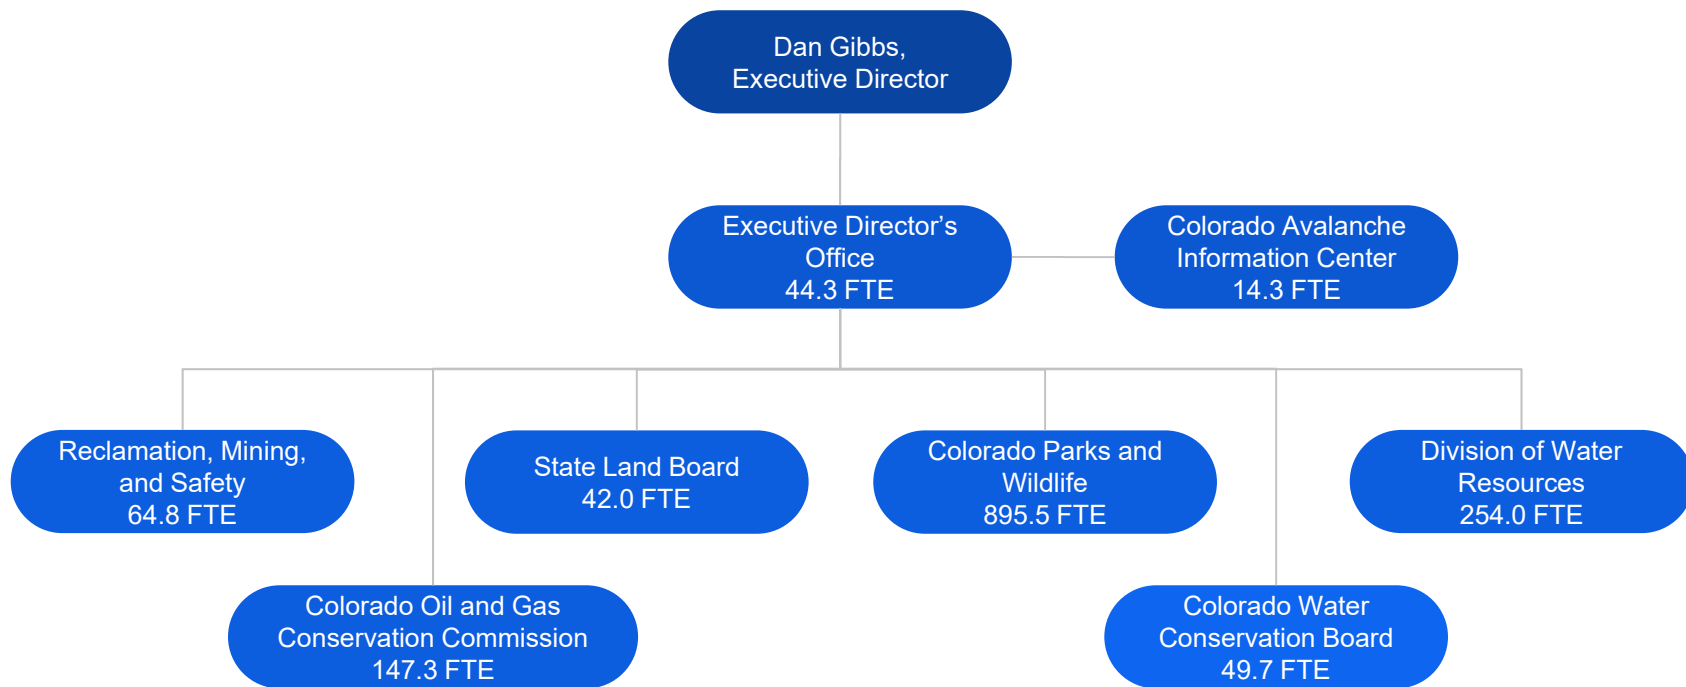 Dan Gibbs,
Executive Director
Executive Director’s
Office
44.3 FTE
Colorado Avalanche
Information Center
14.3 FTE
Reclamation, Mining,
and Safety
64.8 FTE
State Land Board
42.0 FTE
Colorado Parks and
Wildlife
895.5 FTE
Division of Water
Resources
254.0 FTE
Colorado Oil and Gas
Conservation Commission
147.3 FTE
Colorado Water
Conservation Board
49.7 FTE